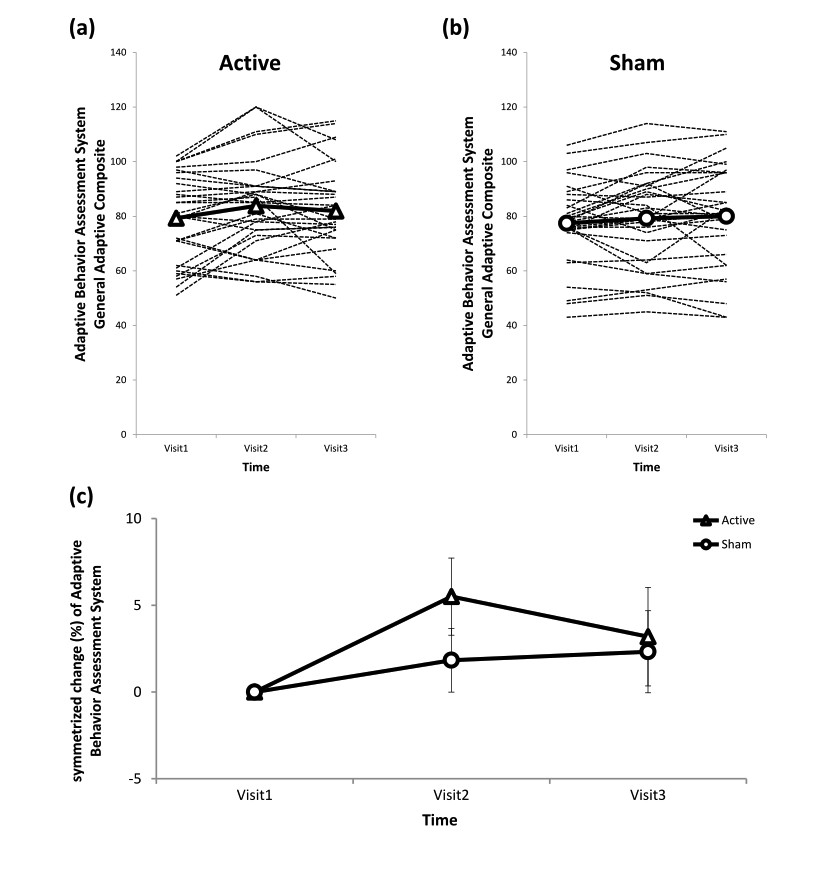 (a)
Active
Adaptive Behavior Assessment System
General Adaptive Composite
140
120
100
80
60
40
20
0
Visit1
Visit2
Visit3
Time
(b)
Sham
Adaptive Behavior Assessment System
General Adaptive Composite
140
120
100
80
60
40
20
0
Visit1
Visit2
Visit3
Time
(c)
symmetrized change (%) of Adaptive
Behavior Assessment System
10
5
0
-5
Visit1
Visit2
Visit3
Time
Active
Sham